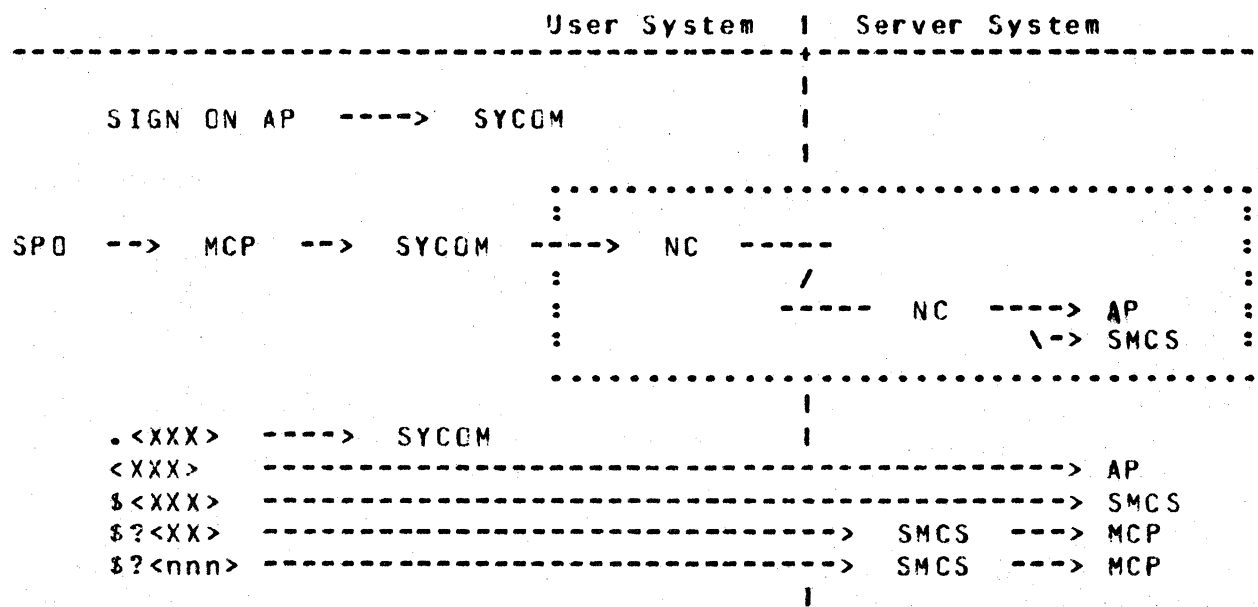 User System | Server System
------------------------------------------------+----------------------------
SIGN ON AP ----> SYCOM |
SPO --> MCP --> SYCOM ----> NC -----
/
----- NC ----> AP
\-> SMCS
.<XXX> ----> SYCOM |
<XXX> --------------------------------------------------> AP
$<XXX> --------------------------------------------------> SMCS
$?<XX> ------------------------------------> SMCS ---> MCP
$?<nnn> ------------------------------------> SMCS ---> MCP